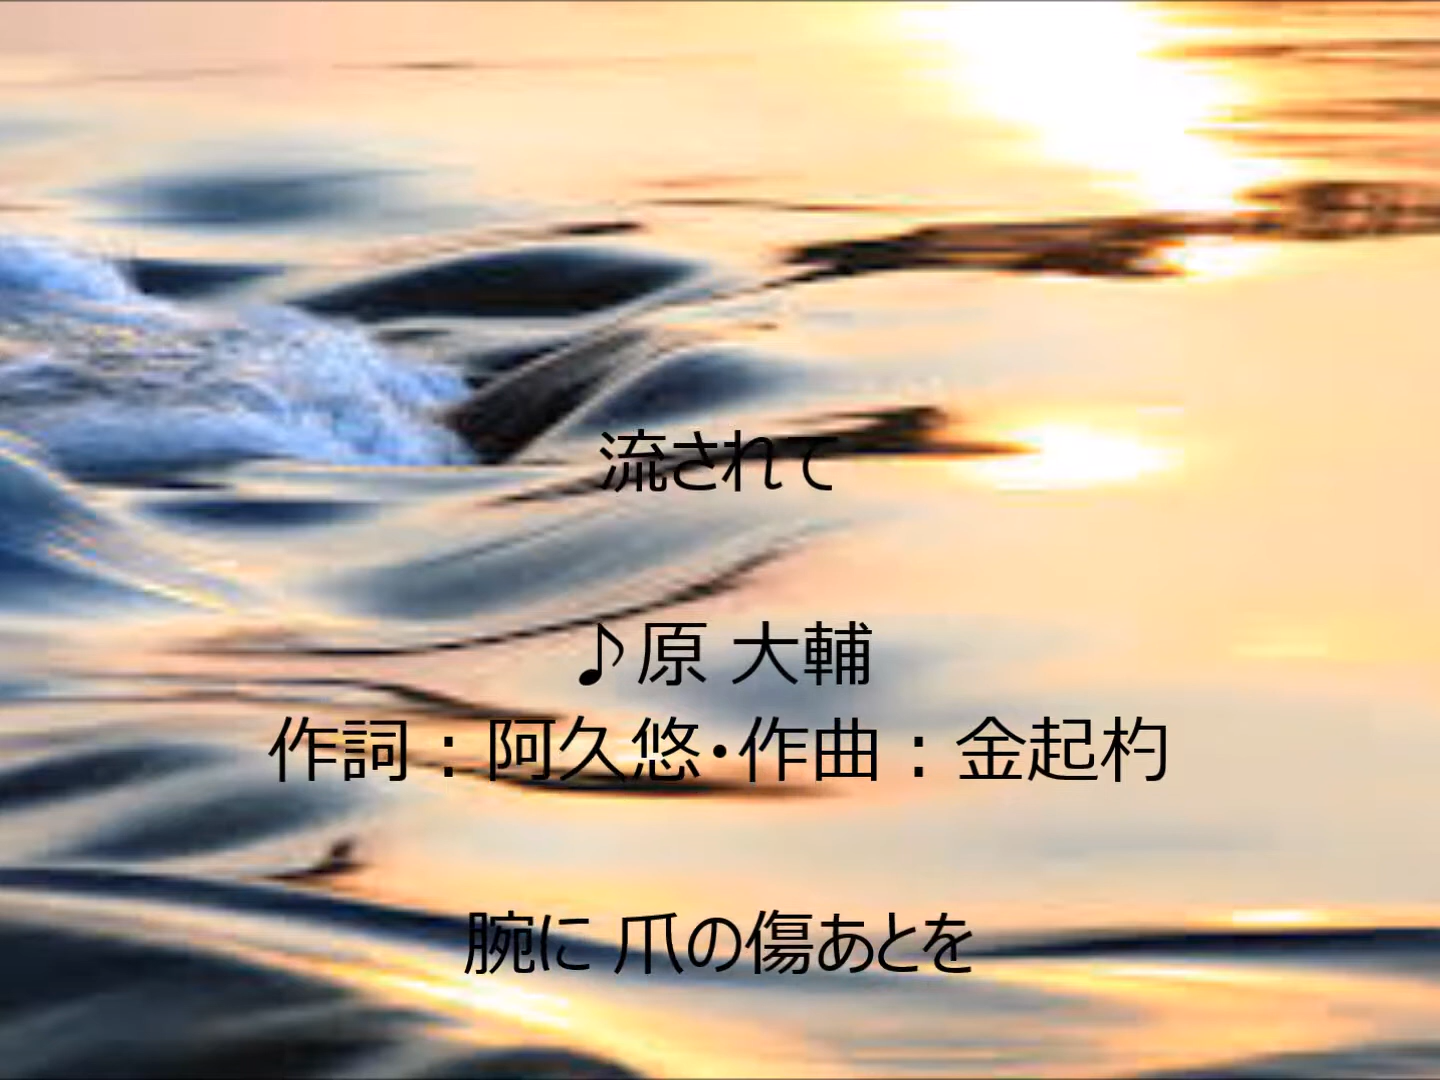 流されて
♪原 大輔
作詞：阿久悠・作曲：金起杓
腕に 爪の傷あとを